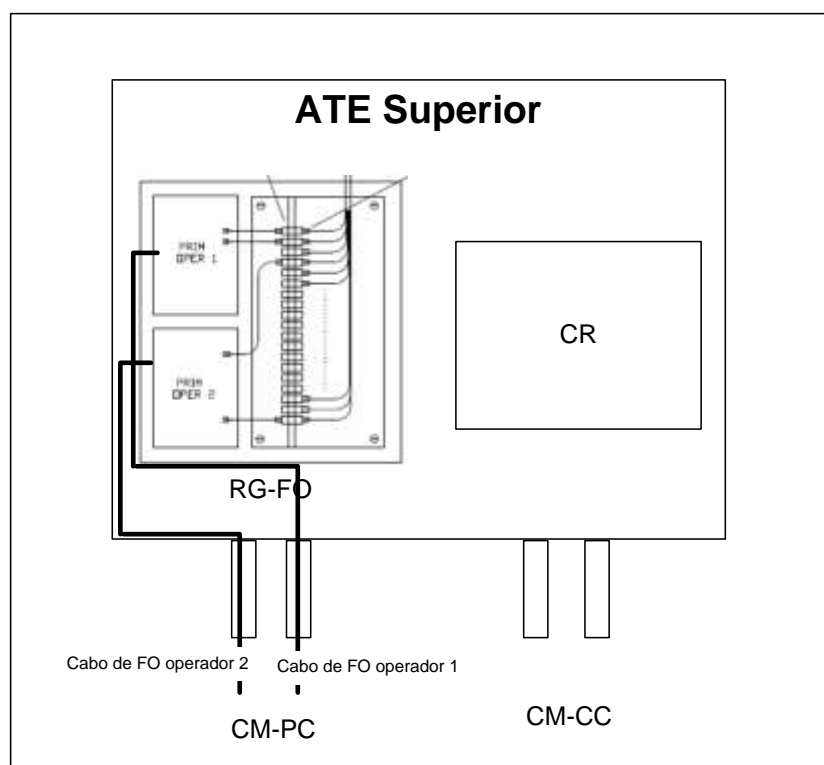 ATE Superior
PRIM
OPER 1
PRIM
OPER 2
CR
RG-FO
Cabo de FO operador 2
Cabo de FO operador 1
CM-PC
CM-CC